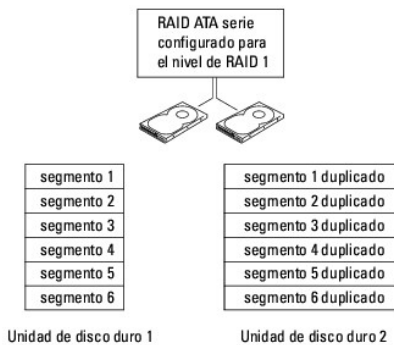 RAID ATA serie
configurado para
el nivel de RAID 1
segmento 1
segmento 2
segmento 3
segmento 4
segmento 5
segmento 6
Unidad de disco duro 1
segmento 1 duplicado
segmento 2 duplicado
segmento 3 duplicado
segmento 4 duplicado
segmento 5 duplicado
segmento 6 duplicado
Unidad de disco duro 2